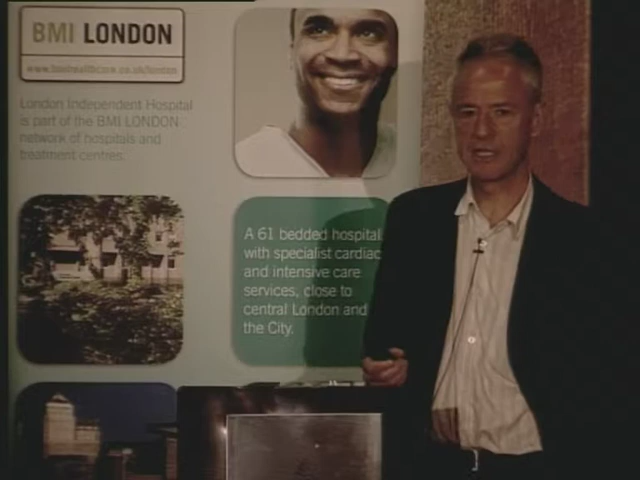 BMI LONDON
www.bmihealthcare.co.uk/london
London Independent Hospital
is part of the BMI LONDON
network of hospitals and
treatment centres.
A 61 bedded hospital
with specialist cardiac
and intensive care
services, close to
central London and
the City.